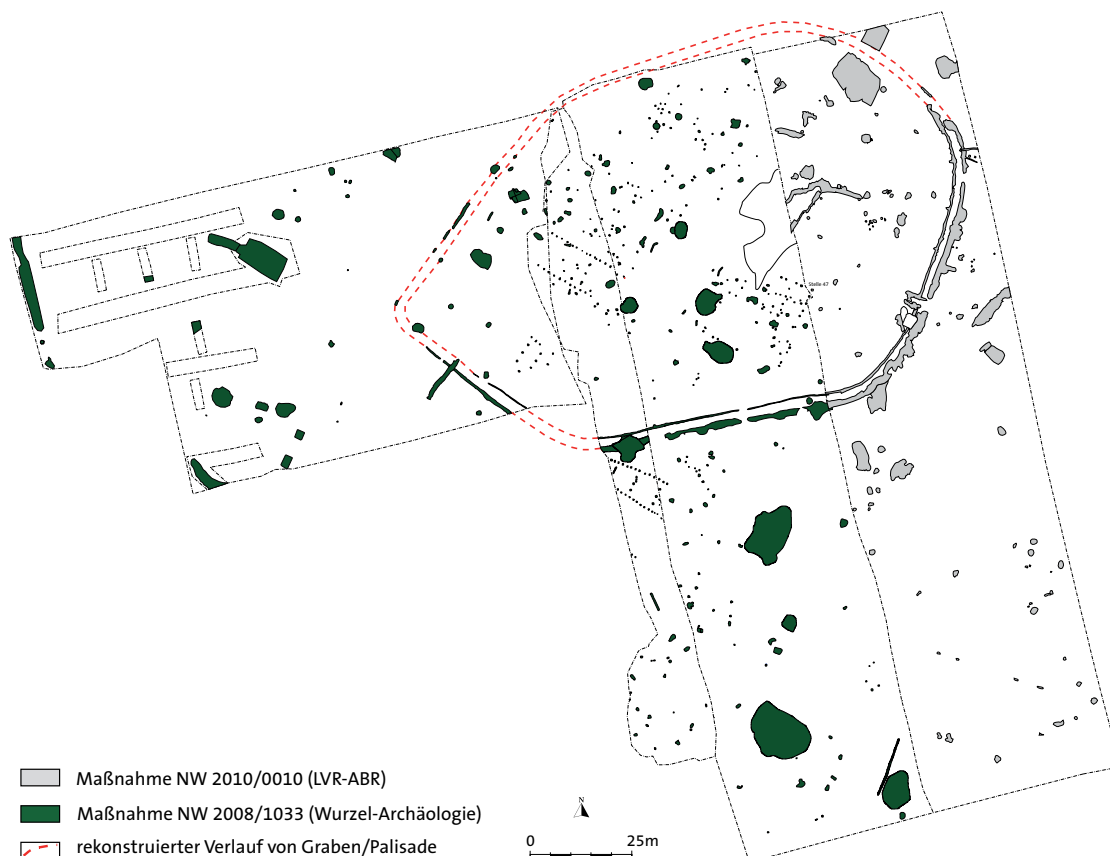 Stelle 47
Maßnahme NW 2010/0010 (LVR-ABR)
Maßnahme NW 2008/1033 (Wurzel-Archäologie)
rekonstruierter Verlauf von Graben/Palisade
N
0 25m